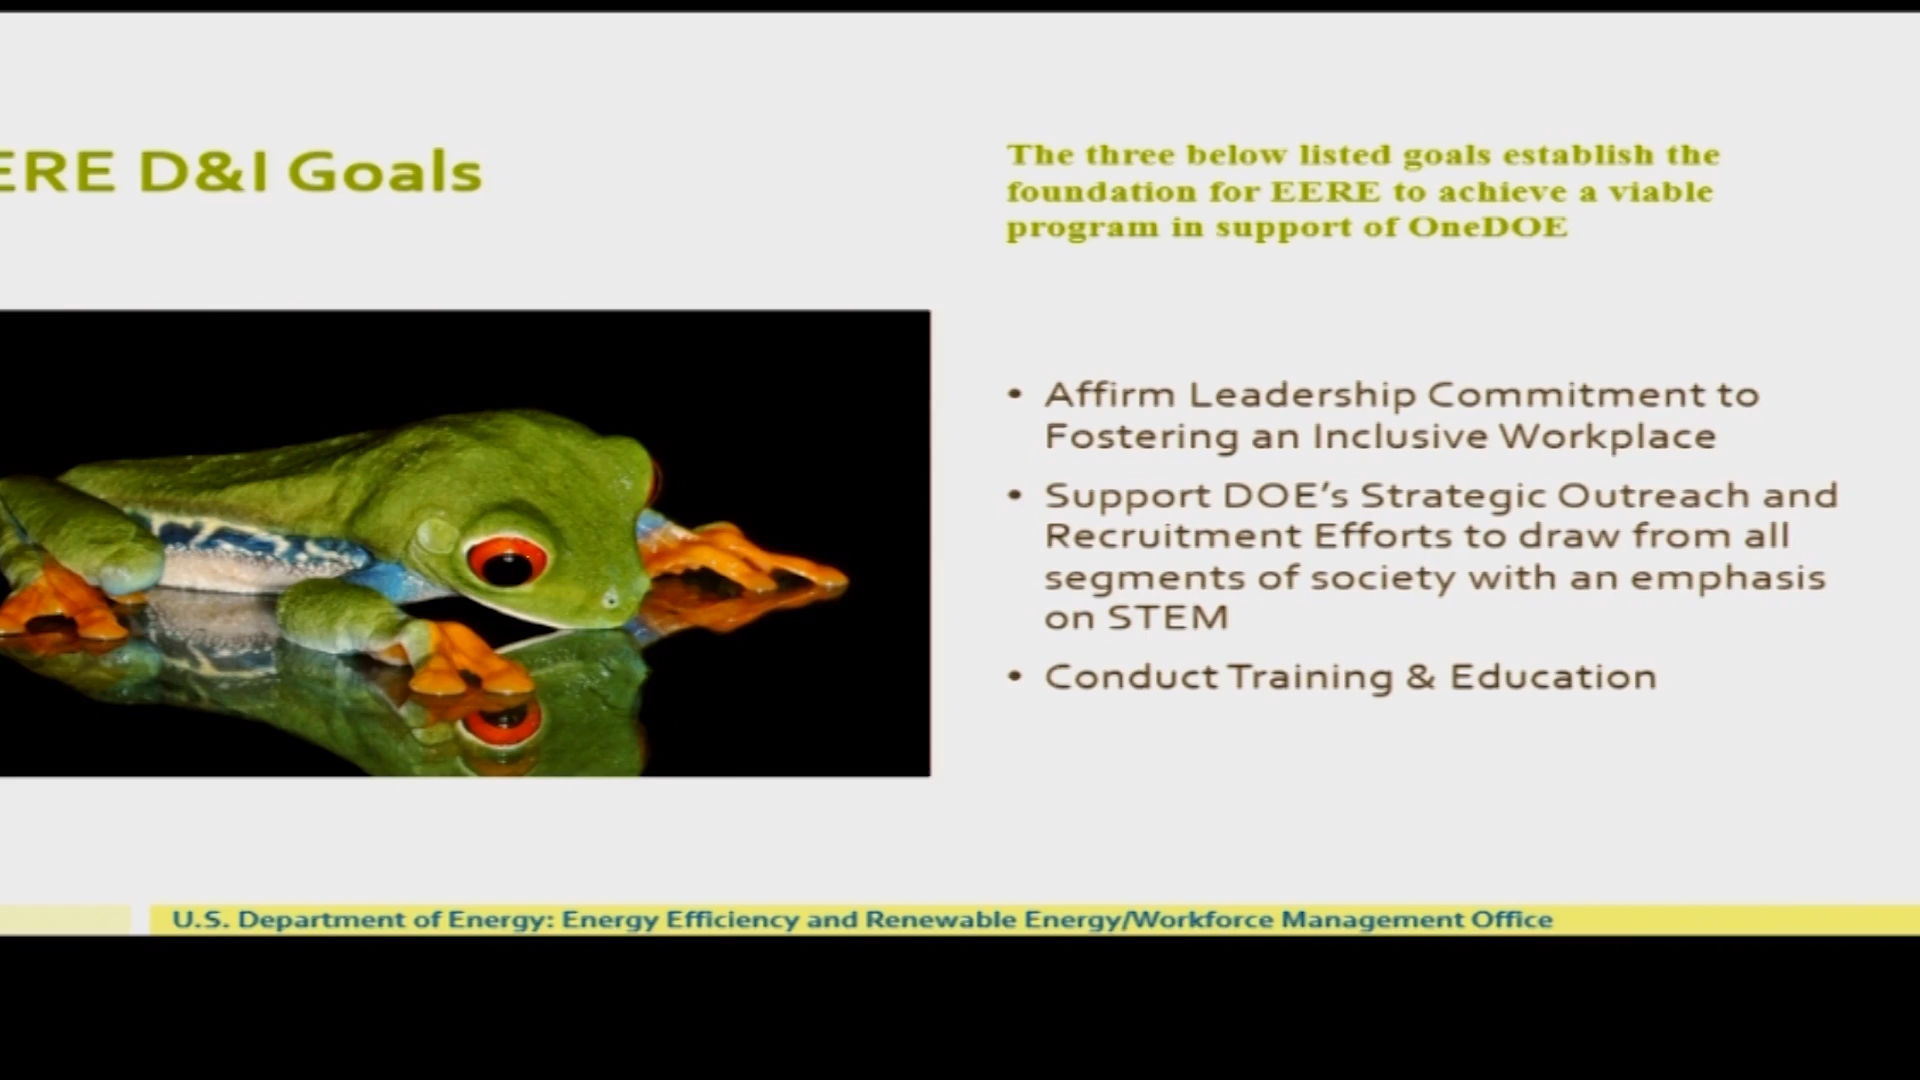 ERE D&I Goals
The three below listed goals establish the
foundation for EERE to achieve a viable
program in support of OneDOE
• Affirm Leadership Commitment to
Fostering an Inclusive Workplace
• Support DOE's Strategic Outreach and
Recruitment Efforts to draw from all
segments of society with an emphasis
on STEM
• Conduct Training & Education
U.S. Department of Energy: Energy Efficiency and Renewable Energy/Workforce Management Office